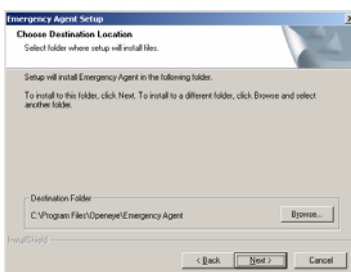 Emergency Agent Setup
Choose Destination Location
Select folder where setup will install files.
Setup will install Emergency Agent in the following folder.
To install to this folder, click Next. To install to a different folder, click Browse and select
another folder.
Destination Folder
C:\Program Files\Openeye\Emergency Agent
Browse...
InstallShield
< Back
Next >
Cancel